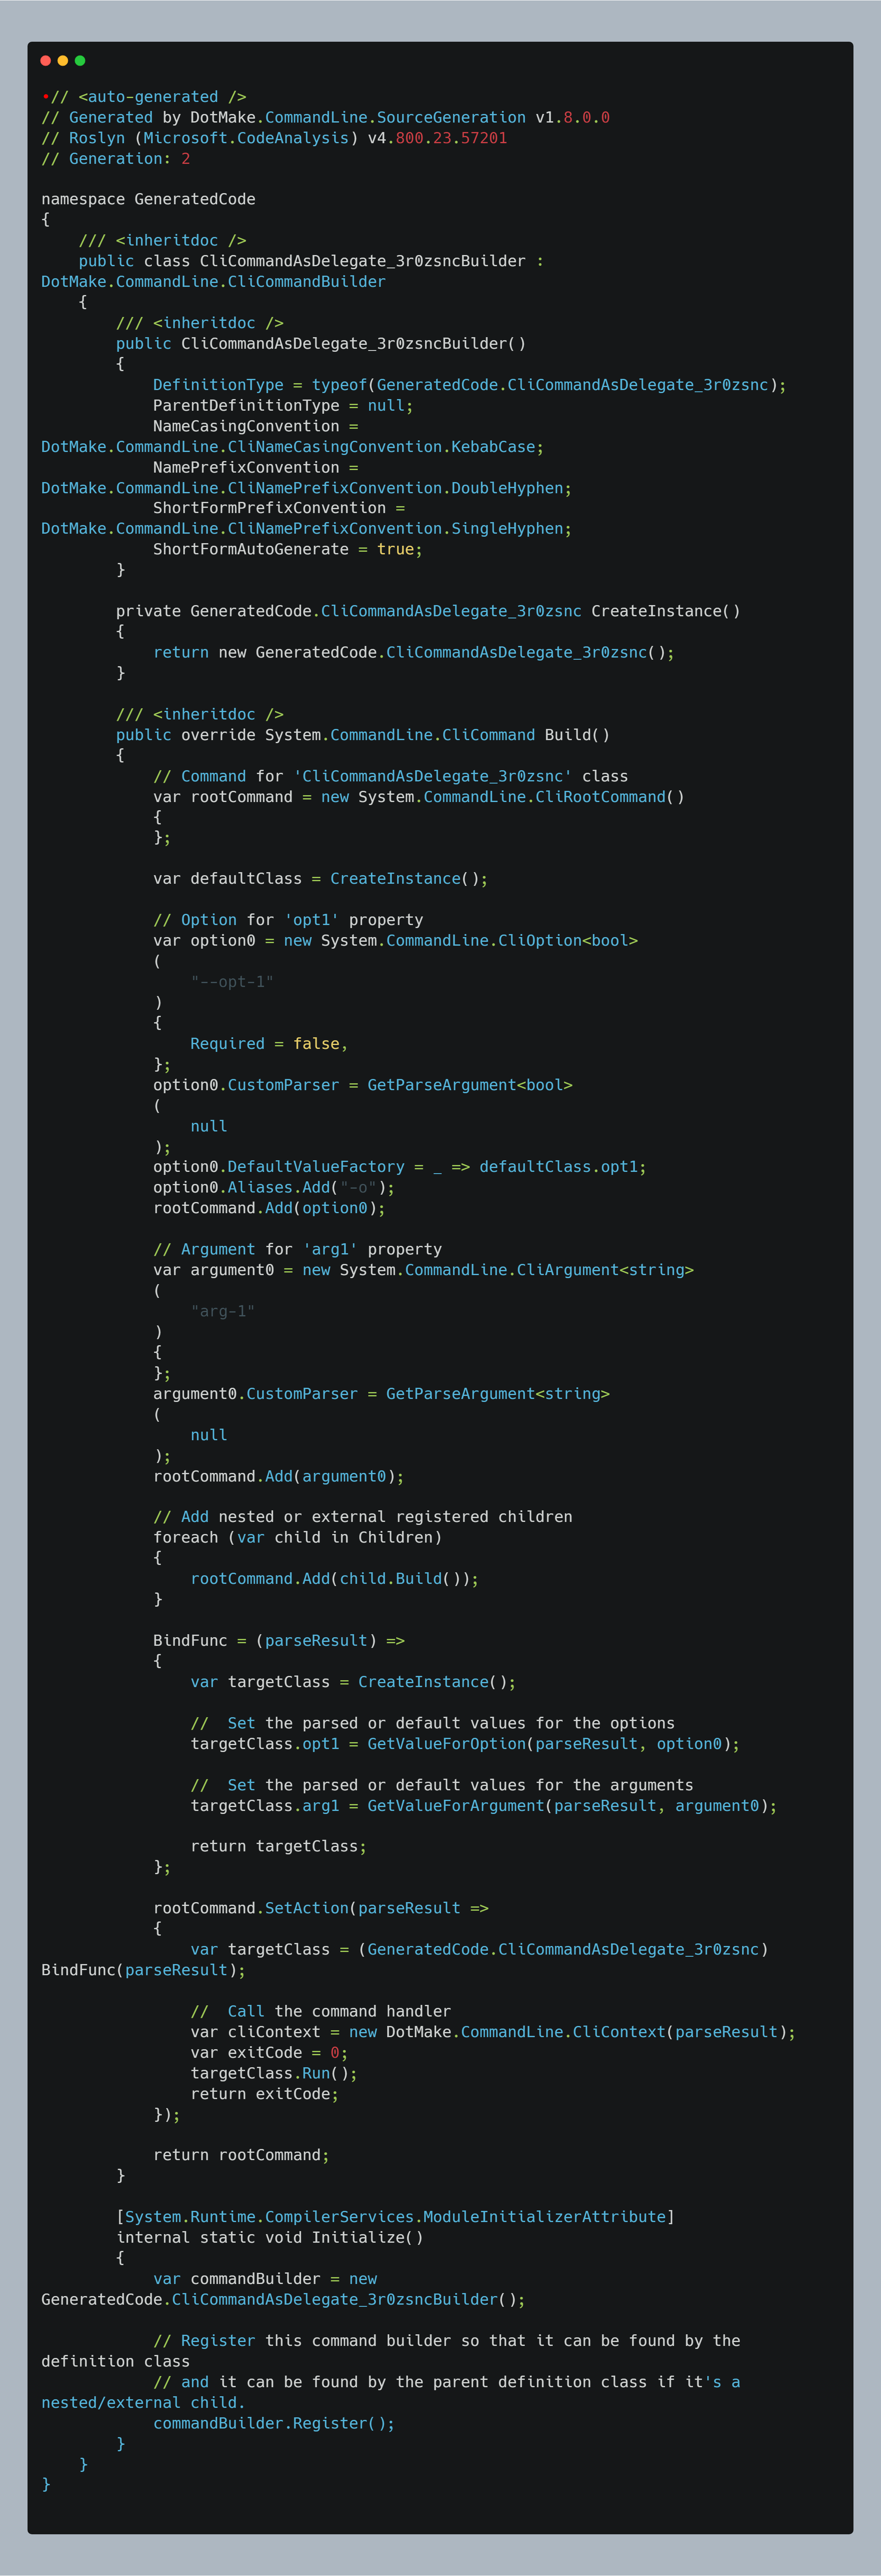 •// <auto-generated />
// Generated by DotMake.CommandLine.SourceGeneration v1.8.0.0
// Roslyn (Microsoft.CodeAnalysis) v4.800.23.57201
// Generation: 2

namespace GeneratedCode
{
    /// <inheritdoc />
    public class CliCommandAsDelegate_3r0zsncBuilder :
DotMake.CommandLine.CliCommandBuilder
    {
        /// <inheritdoc />
        public CliCommandAsDelegate_3r0zsncBuilder()
        {
            DefinitionType = typeof(GeneratedCode.CliCommandAsDelegate_3r0zsnc);
            ParentDefinitionType = null;
            NameCasingConvention =
DotMake.CommandLine.CliNameCasingConvention.KebabCase;
            NamePrefixConvention =
DotMake.CommandLine.CliNamePrefixConvention.DoubleHyphen;
            ShortFormPrefixConvention =
DotMake.CommandLine.CliNamePrefixConvention.SingleHyphen;
            ShortFormAutoGenerate = true;
        }

        private GeneratedCode.CliCommandAsDelegate_3r0zsnc CreateInstance()
        {
            return new GeneratedCode.CliCommandAsDelegate_3r0zsnc();
        }

        /// <inheritdoc />
        public override System.CommandLine.CliCommand Build()
        {
            // Command for 'CliCommandAsDelegate_3r0zsnc' class
            var rootCommand = new System.CommandLine.CliRootCommand()
            {
            };

            var defaultClass = CreateInstance();

            // Option for 'opt1' property
            var option0 = new System.CommandLine.CliOption<bool>
            (
                "--opt-1"
            )
            {
                Required = false,
            };
            option0.CustomParser = GetParseArgument<bool>
            (
                null
            );
            option0.DefaultValueFactory = _ => defaultClass.opt1;
            option0.Aliases.Add("-o");
            rootCommand.Add(option0);

            // Argument for 'arg1' property
            var argument0 = new System.CommandLine.CliArgument<string>
            (
                "arg-1"
            )
            {
            };
            argument0.CustomParser = GetParseArgument<string>
            (
                null
            );
            rootCommand.Add(argument0);

            // Add nested or external registered children
            foreach (var child in Children)
            {
                rootCommand.Add(child.Build());
            }

            BindFunc = (parseResult) =>
            {
                var targetClass = CreateInstance();

                //  Set the parsed or default values for the options
                targetClass.opt1 = GetValueForOption(parseResult, option0);

                //  Set the parsed or default values for the arguments
                targetClass.arg1 = GetValueForArgument(parseResult, argument0);

                return targetClass;
            };

            rootCommand.SetAction(parseResult =>
            {
                var targetClass = (GeneratedCode.CliCommandAsDelegate_3r0zsnc)
BindFunc(parseResult);

                //  Call the command handler
                var cliContext = new DotMake.CommandLine.CliContext(parseResult);
                var exitCode = 0;
                targetClass.Run();
                return exitCode;
            });

            return rootCommand;
        }

        [System.Runtime.CompilerServices.ModuleInitializerAttribute]
        internal static void Initialize()
        {
            var commandBuilder = new
GeneratedCode.CliCommandAsDelegate_3r0zsncBuilder();

            // Register this command builder so that it can be found by the
definition class
            // and it can be found by the parent definition class if it's a
nested/external child.
            commandBuilder.Register();
        }
    }
}